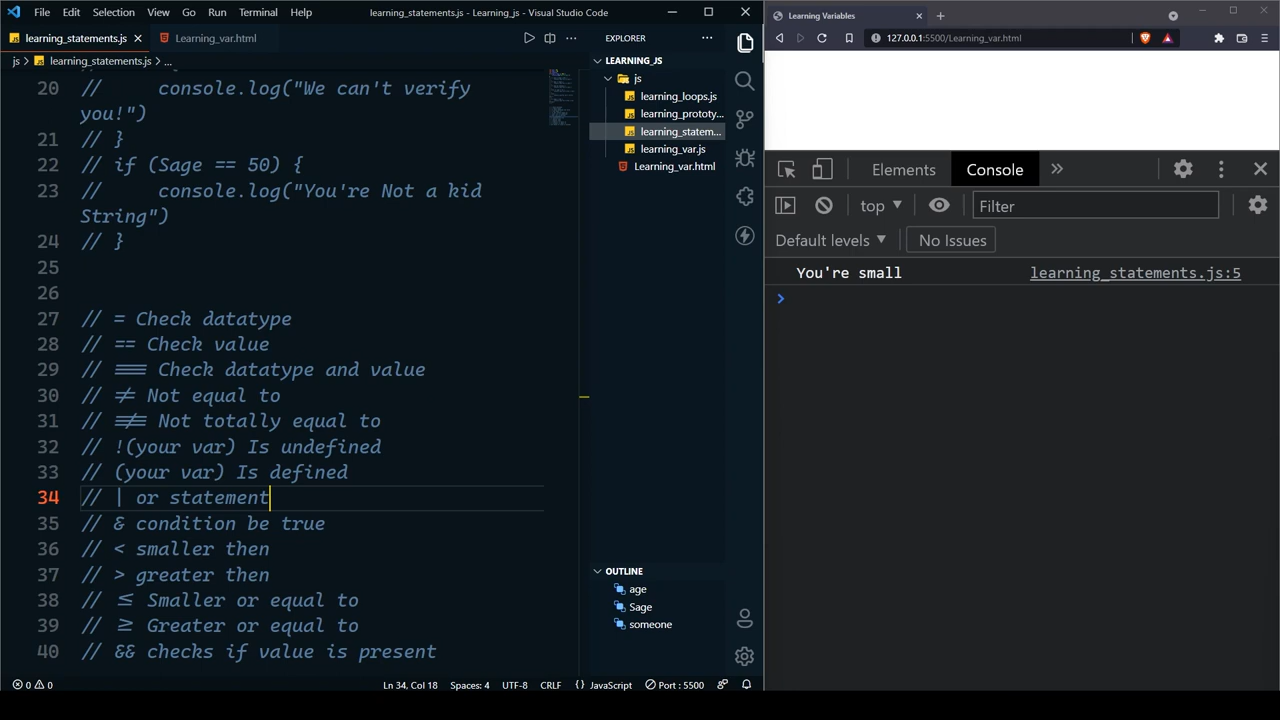 File Edit Selection View Go Run Terminal Help learning_statements.js - Learning_js - Visual Studio Code
learning_statements.js Learning_var.html
js > learning_statements.js > ...
20 //     console.log("We can't verify
you!")
21 // }
22 // if (Sage == 50) {
23 //     console.log("You're Not a kid
String")
24 // }
25
26
27 // = Check datatype
28 // == Check value
29 // === Check datatype and value
30 // != Not equal to
31 // !== Not totally equal to
32 // !(your var) Is undefined
33 // (your var) Is defined
34 // | or statement
35 // & condition be true
36 // < smaller then
37 // > greater then
38 // <= Smaller or equal to
39 // >= Greater or equal to
40 // && checks if value is present
EXPLORER ...
LEARNING_JS
js
learning_loops.js
learning_prototy...
learning_statem...
learning_var.js
Learning_var.html
OUTLINE
age
Sage
someone
0 0 Ln 34, Col 18 Spaces: 4 UTF-8 CRLF {} JavaScript Port : 5500
Learning Variables
127.0.0.1:5500/Learning_var.html
Elements Console »
top Filter
Default levels No Issues
You're small learning_statements.js:5
>